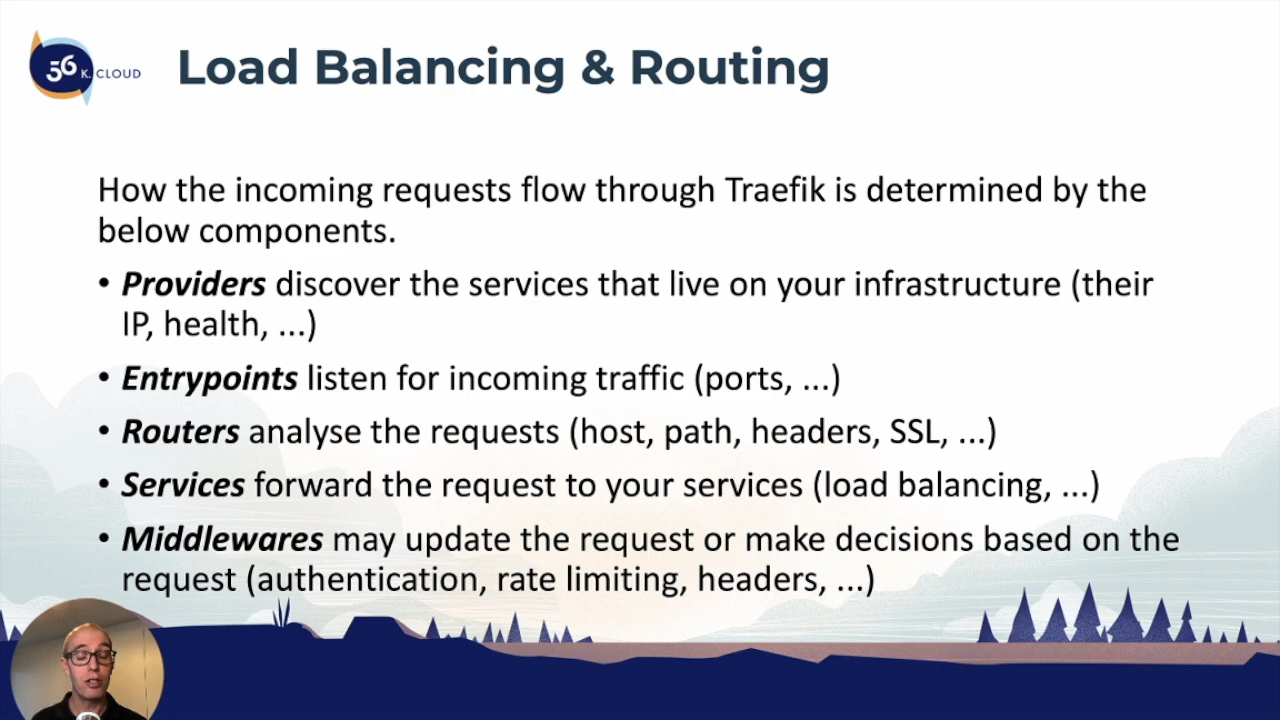 56 K. CLOUD
Load Balancing & Routing
How the incoming requests flow through Traefik is determined by the
below components.
• Providers discover the services that live on your infrastructure (their
IP, health, ...)
• Entrypoints listen for incoming traffic (ports, ...)
• Routers analyse the requests (host, path, headers, SSL, ...)
• Services forward the request to your services (load balancing, ...)
• Middlewares may update the request or make decisions based on the
request (authentication, rate limiting, headers, ...)